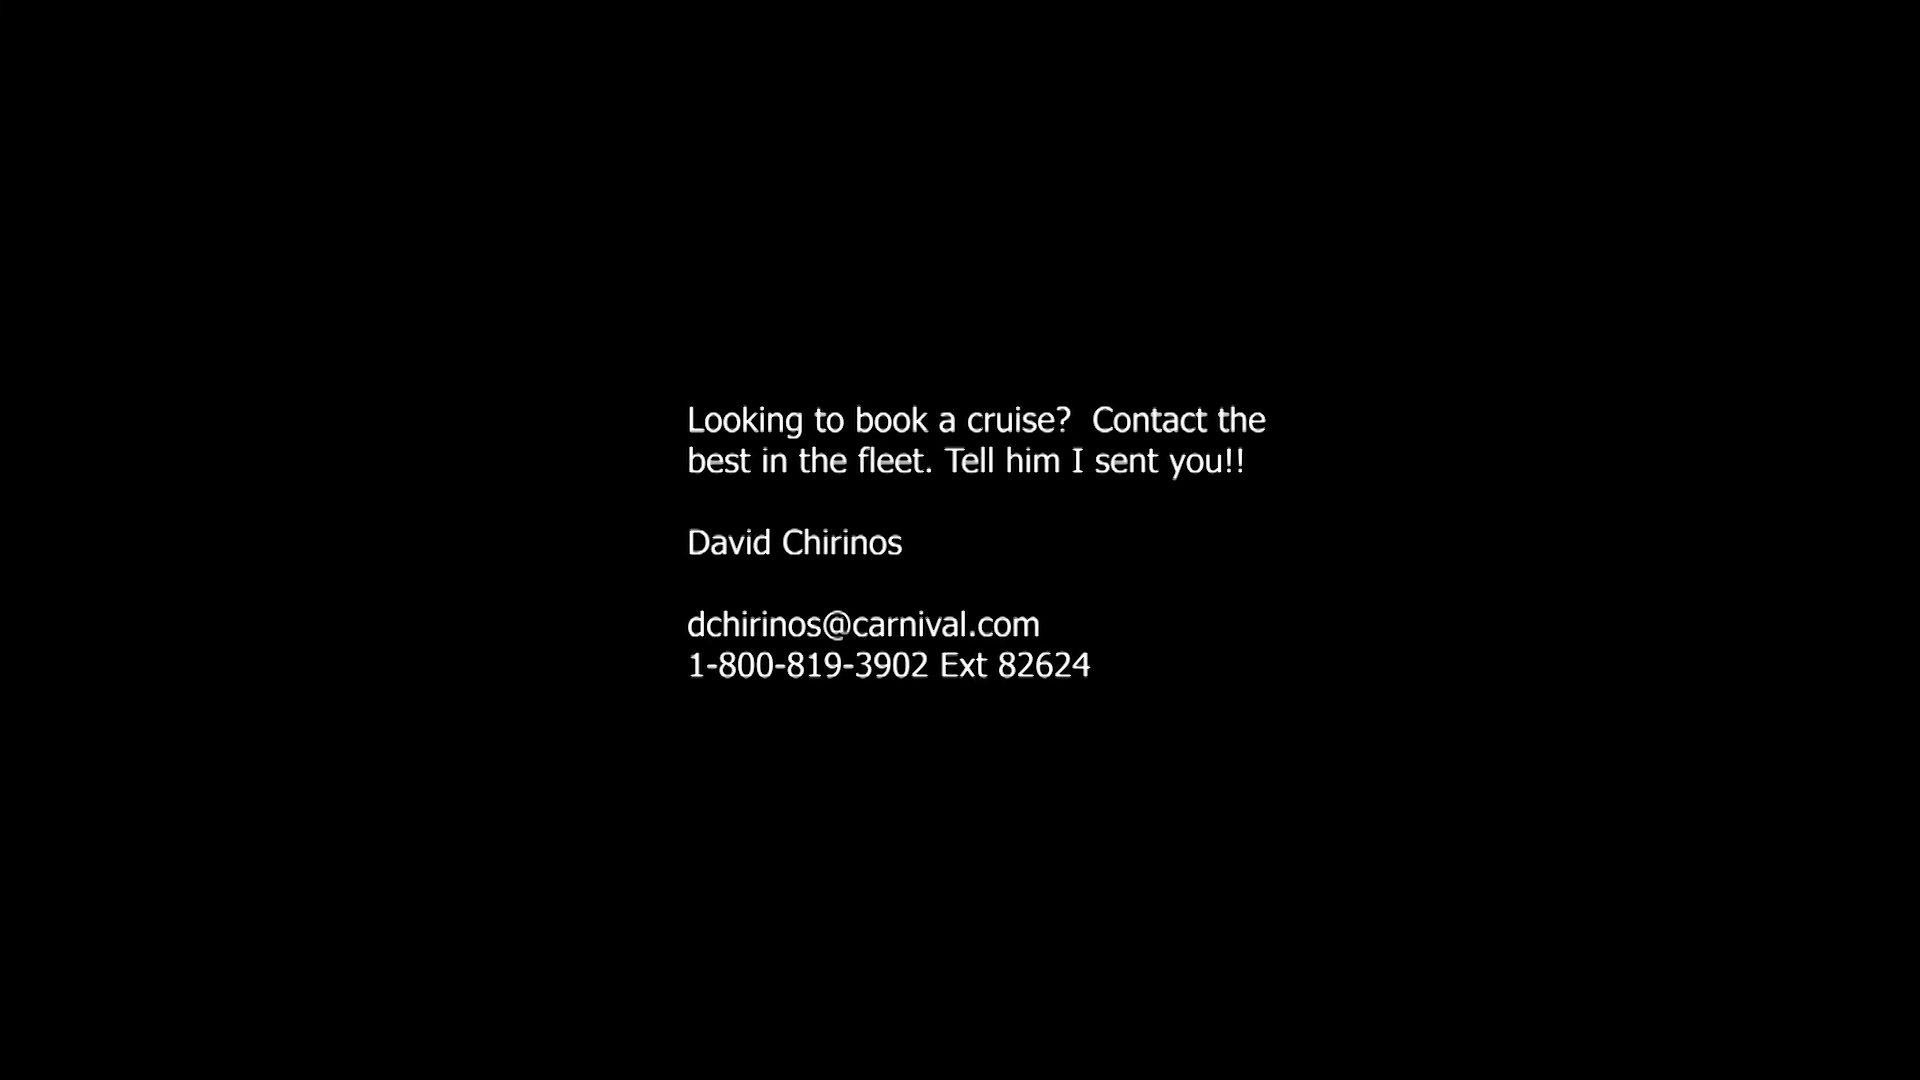 Looking to book a cruise?  Contact the
best in the fleet. Tell him I sent you!!
David Chirinos
dchirinos@carnival.com
1-800-819-3902 Ext 82624